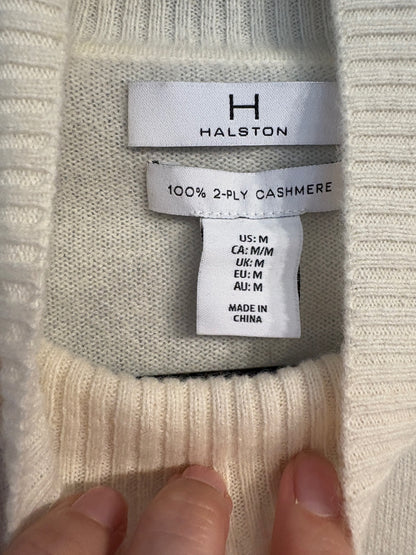 H
HALSTON
100% 2-PLY CASHMERE
US: M
CA: M/M
UK: M
EU: M
AU: M
MADE IN
CHINA